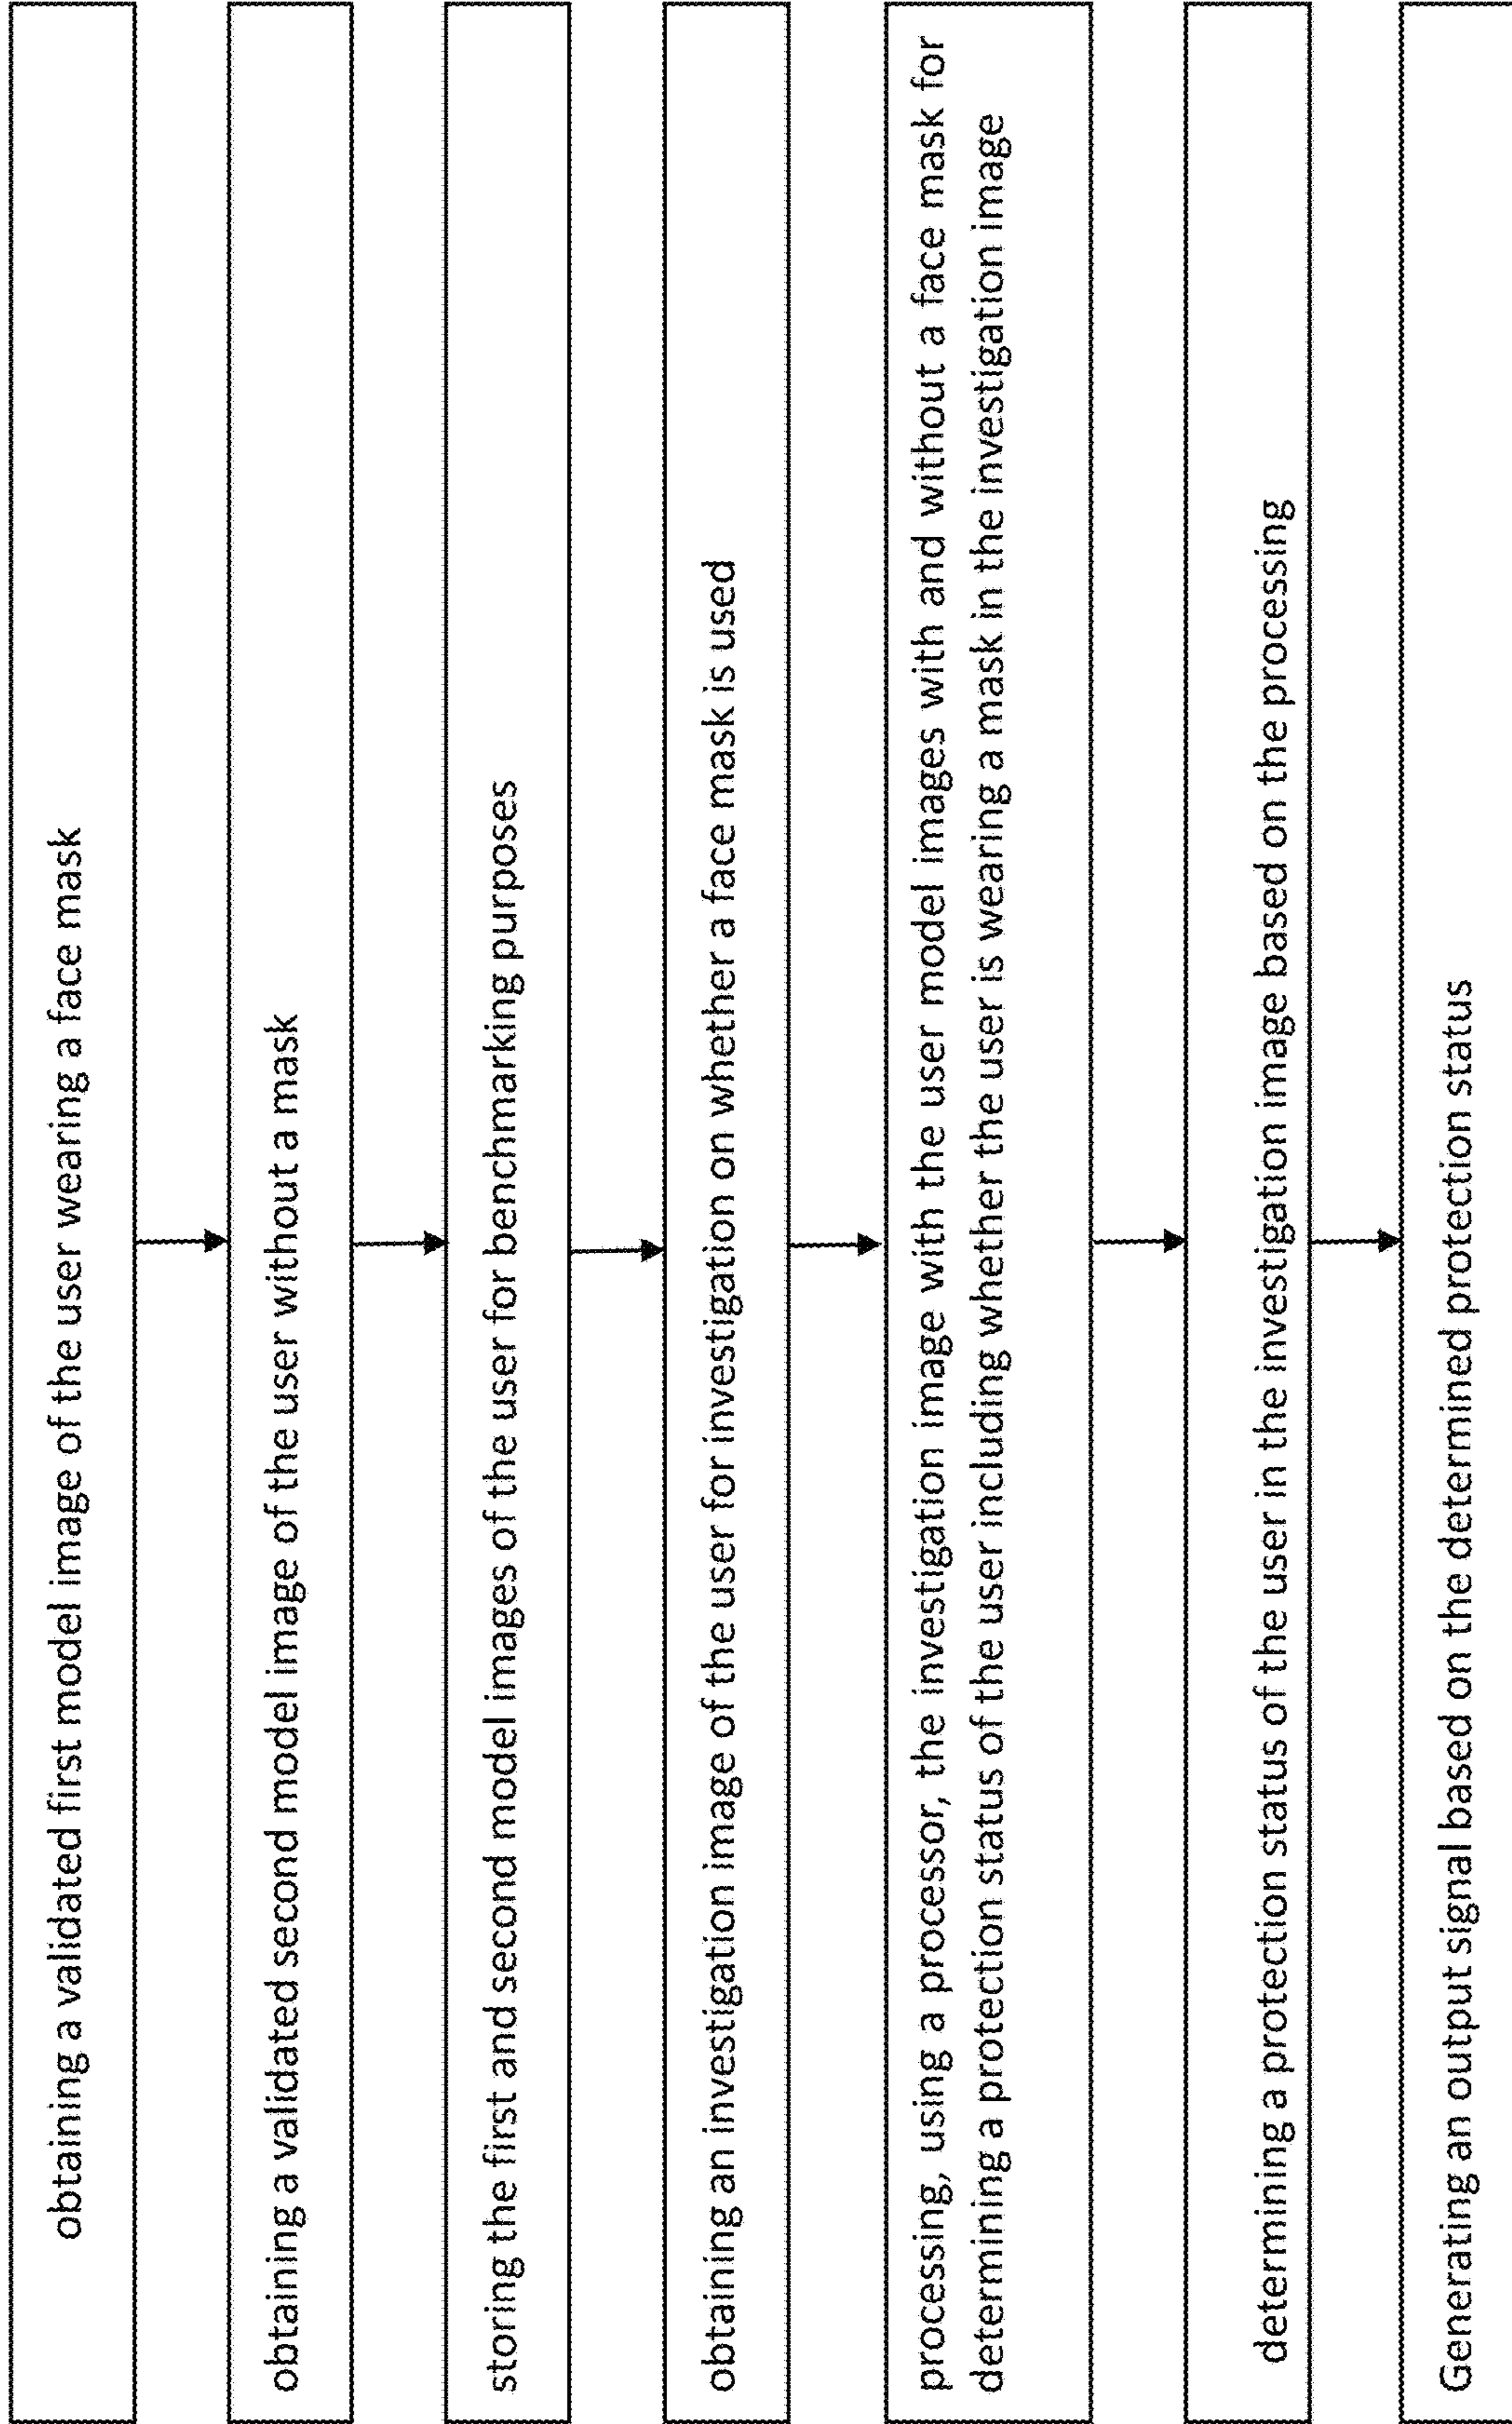 obtaining a validated first model image of the user wearing a face mask
obtaining a validated second model image of the user without a mask
storing the first and second model images of the user for benchmarking purposes
obtaining an investigation image of the user for investigation on whether a face mask is used
processing, using a processor, the investigation image with the user model images with and without a face mask for
determining a protection status of the user including whether the user is wearing a mask in the investigation image
determining a protection status of the user in the investigation image based on the processing
Generating an output signal based on the determined protection status